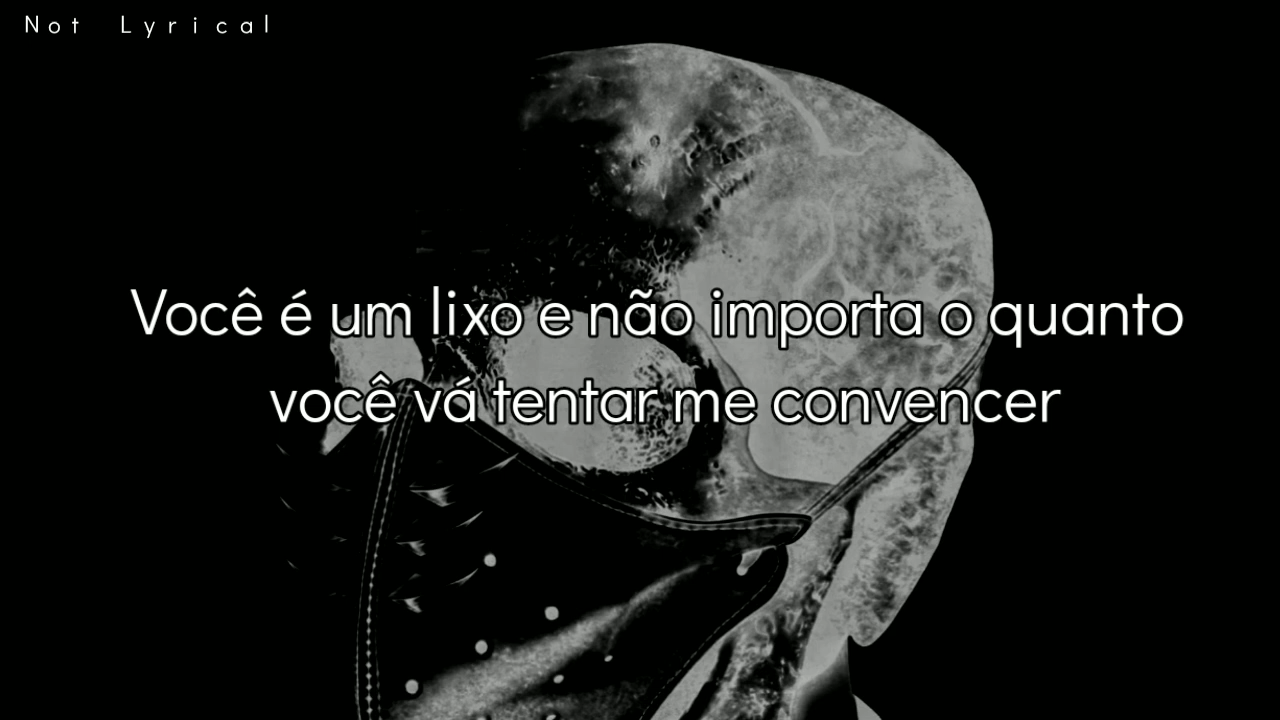 Not Lyrical
Você é um lixo e não importa o quanto
você vá tentar me convencer